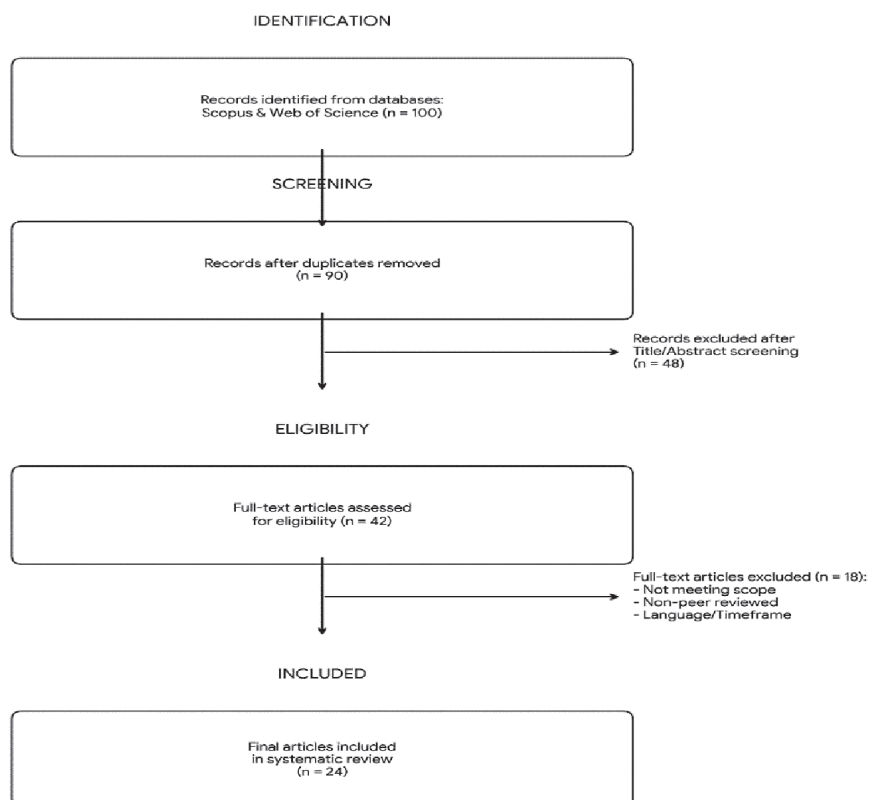 IDENTIFICATION
Records identified from databases:
Scopus & Web of Science (n = 100)
SCREENING
Records after duplicates removed
(n = 90)
Records excluded after
Title/Abstract screening
(n = 48)
ELIGIBILITY
Full-text articles assessed
for eligibility (n = 42)
Full-text articles excluded (n = 18):
- Not meeting scope
- Non-peer reviewed
- Language/Timeframe
INCLUDED
Final articles included
in systematic review
(n = 24)